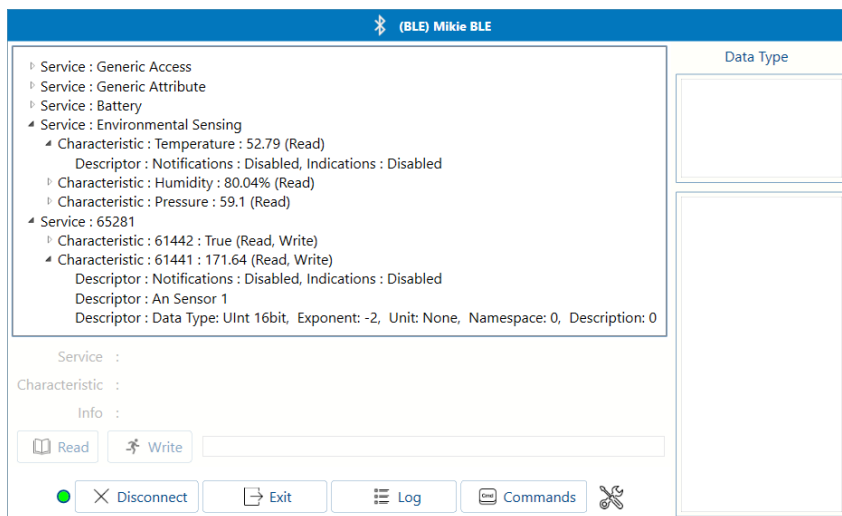 (BLE) Mikie BLE
Service : Generic Access
Service : Generic Attribute
Service : Battery
Service : Environmental Sensing
Characteristic : Temperature : 52.79 (Read)
Descriptor : Notifications : Disabled, Indications : Disabled
Characteristic : Humidity : 80.04% (Read)
Characteristic : Pressure : 59.1 (Read)
Service : 65281
Characteristic : 61442 : True (Read, Write)
Characteristic : 61441 : 171.64 (Read, Write)
Descriptor : Notifications : Disabled, Indications : Disabled
Descriptor : An Sensor 1
Descriptor : Data Type: UInt 16bit, Exponent: -2, Unit: None, Namespace: 0, Description: 0
Data Type
Service :
Characteristic :
Info :
Read Write
Disconnect Exit Log Cmd Commands